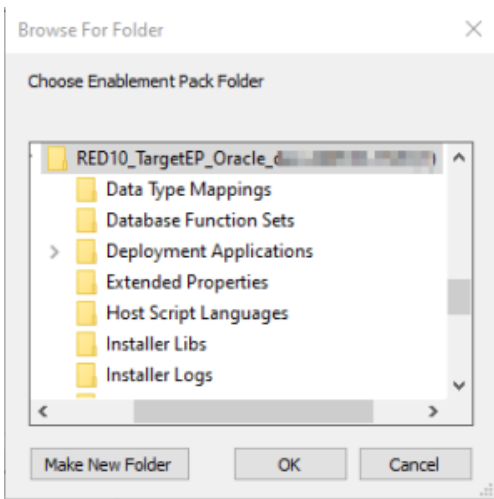 Browse For Folder
Choose Enablement Pack Folder
RED10_TargetEP_Oracle_
Data Type Mappings
Database Function Sets
Deployment Applications
Extended Properties
Host Script Languages
Installer Libs
Installer Logs
Make New Folder
OK
Cancel